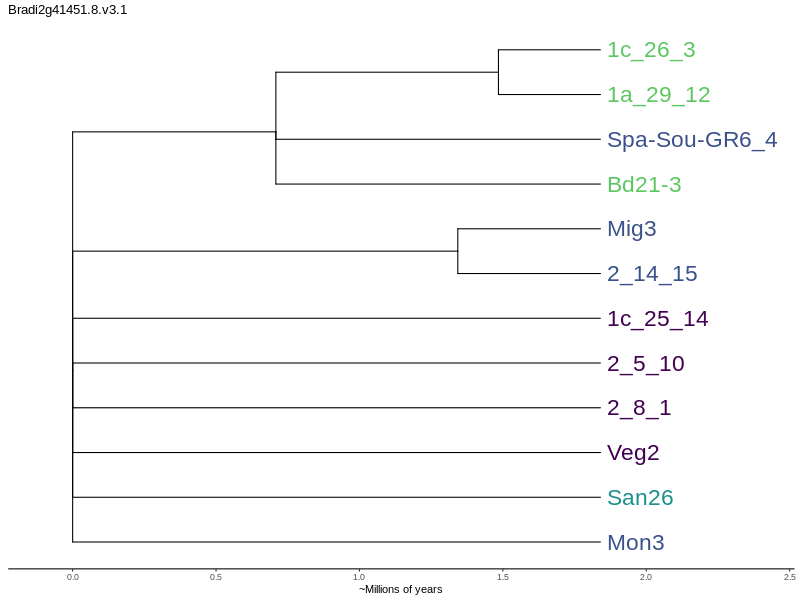 Bradi2g41451.8.v3.1
1c_26_3
1a_29_12
Spa-Sou-GR6_4
Bd21-3
Mig3
2_14_15
1c_25_14
2_5_10
2_8_1
Veg2
San26
Mon3
0.0 0.5 1.0 1.5 2.0 2.5
~Millions of years